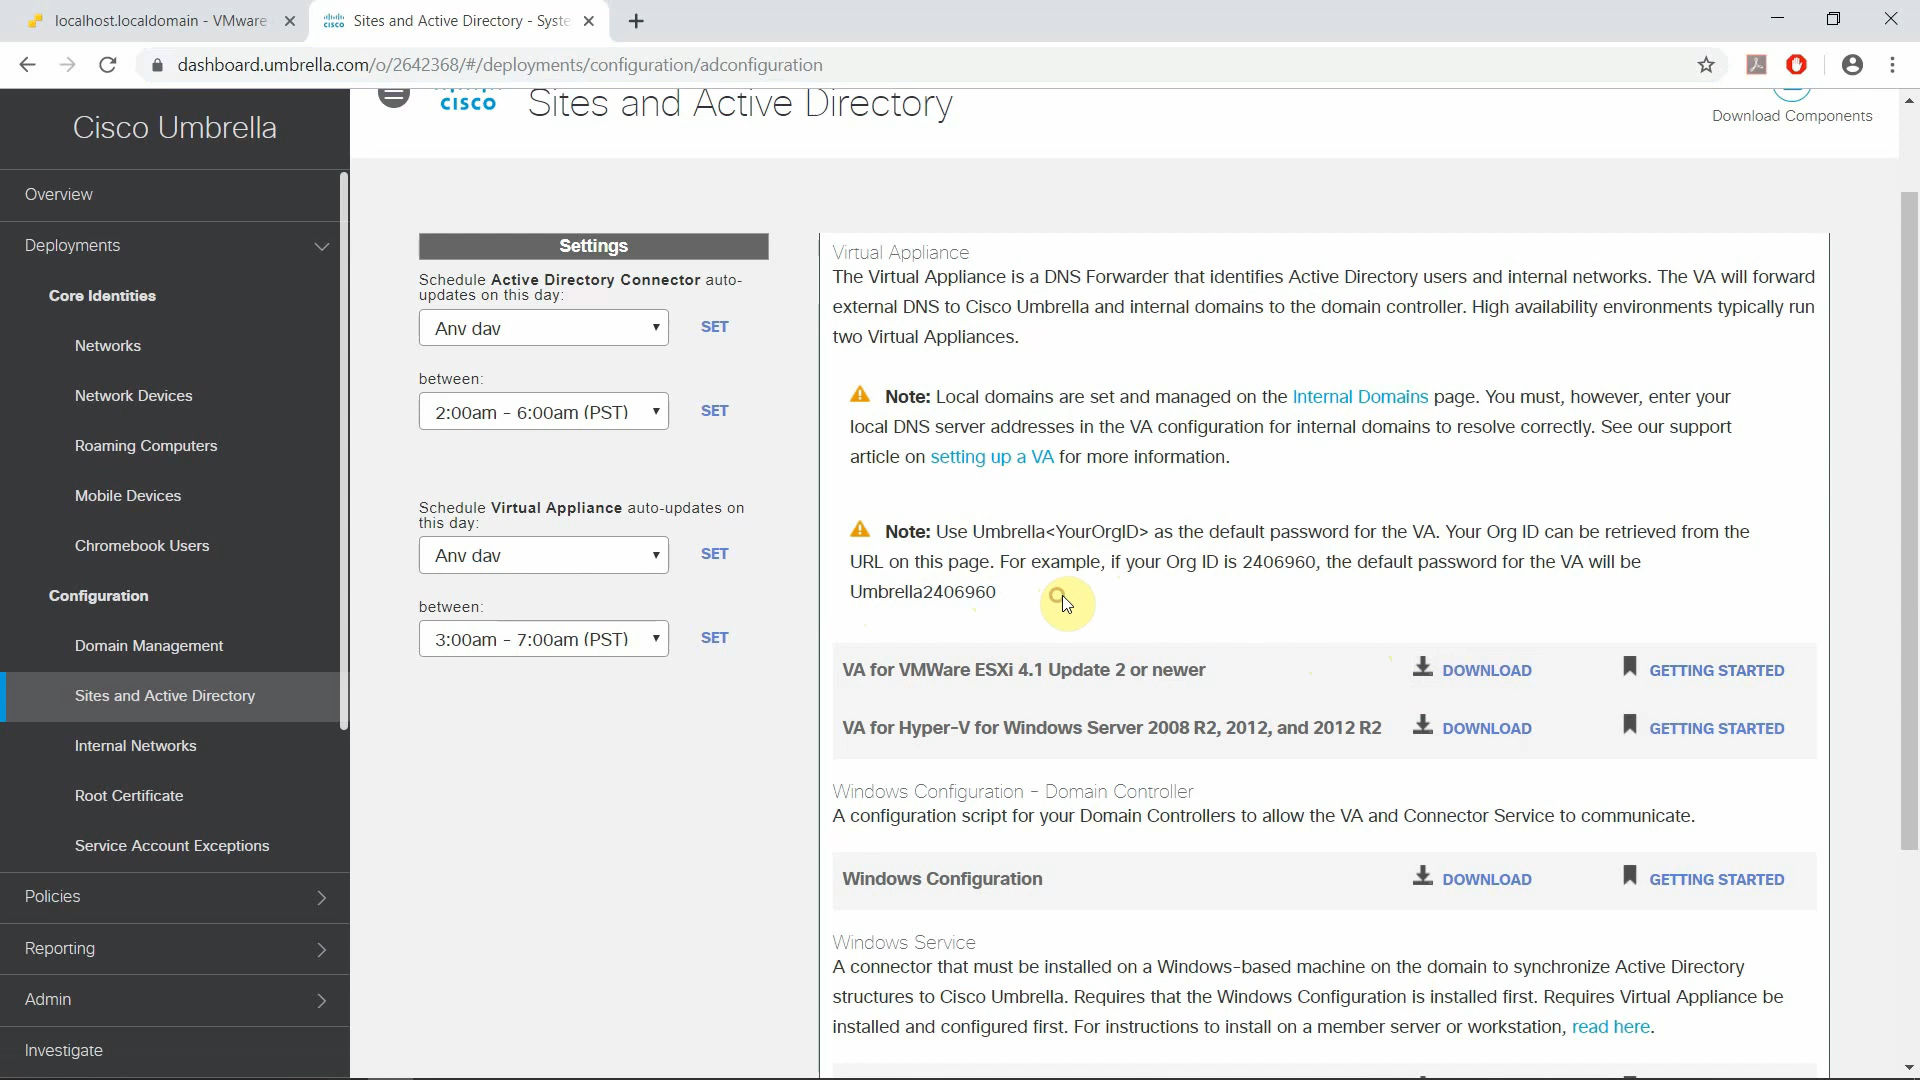 localhost.localdomain - VMware
Sites and Active Directory - Syste
dashboard.umbrella.com/o/2642368/#/deployments/configuration/adconfiguration
Cisco Umbrella
Overview
Deployments
Core Identities
Networks
Network Devices
Roaming Computers
Mobile Devices
Chromebook Users
Configuration
Domain Management
Sites and Active Directory
Internal Networks
Root Certificate
Service Account Exceptions
Policies
Reporting
Admin
Investigate
CISCO
Sites and Active Directory
Download Components
Settings
Schedule Active Directory Connector auto-
updates on this day:
Any day SET
between:
2:00am - 6:00am (PST) SET
Schedule Virtual Appliance auto-updates on
this day:
Any day SET
between:
3:00am - 7:00am (PST) SET
Virtual Appliance
The Virtual Appliance is a DNS Forwarder that identifies Active Directory users and internal networks. The VA will forward
external DNS to Cisco Umbrella and internal domains to the domain controller. High availability environments typically run
two Virtual Appliances.
Note: Local domains are set and managed on the Internal Domains page. You must, however, enter your
local DNS server addresses in the VA configuration for internal domains to resolve correctly. See our support
article on setting up a VA for more information.
Note: Use Umbrella<YourOrgID> as the default password for the VA. Your Org ID can be retrieved from the
URL on this page. For example, if your Org ID is 2406960, the default password for the VA will be
Umbrella2406960
VA for VMWare ESXi 4.1 Update 2 or newer DOWNLOAD GETTING STARTED
VA for Hyper-V for Windows Server 2008 R2, 2012, and 2012 R2 DOWNLOAD GETTING STARTED
Windows Configuration - Domain Controller
A configuration script for your Domain Controllers to allow the VA and Connector Service to communicate.
Windows Configuration DOWNLOAD GETTING STARTED
Windows Service
A connector that must be installed on a Windows-based machine on the domain to synchronize Active Directory
structures to Cisco Umbrella. Requires that the Windows Configuration is installed first. Requires Virtual Appliance be
installed and configured first. For instructions to install on a member server or workstation, read here.